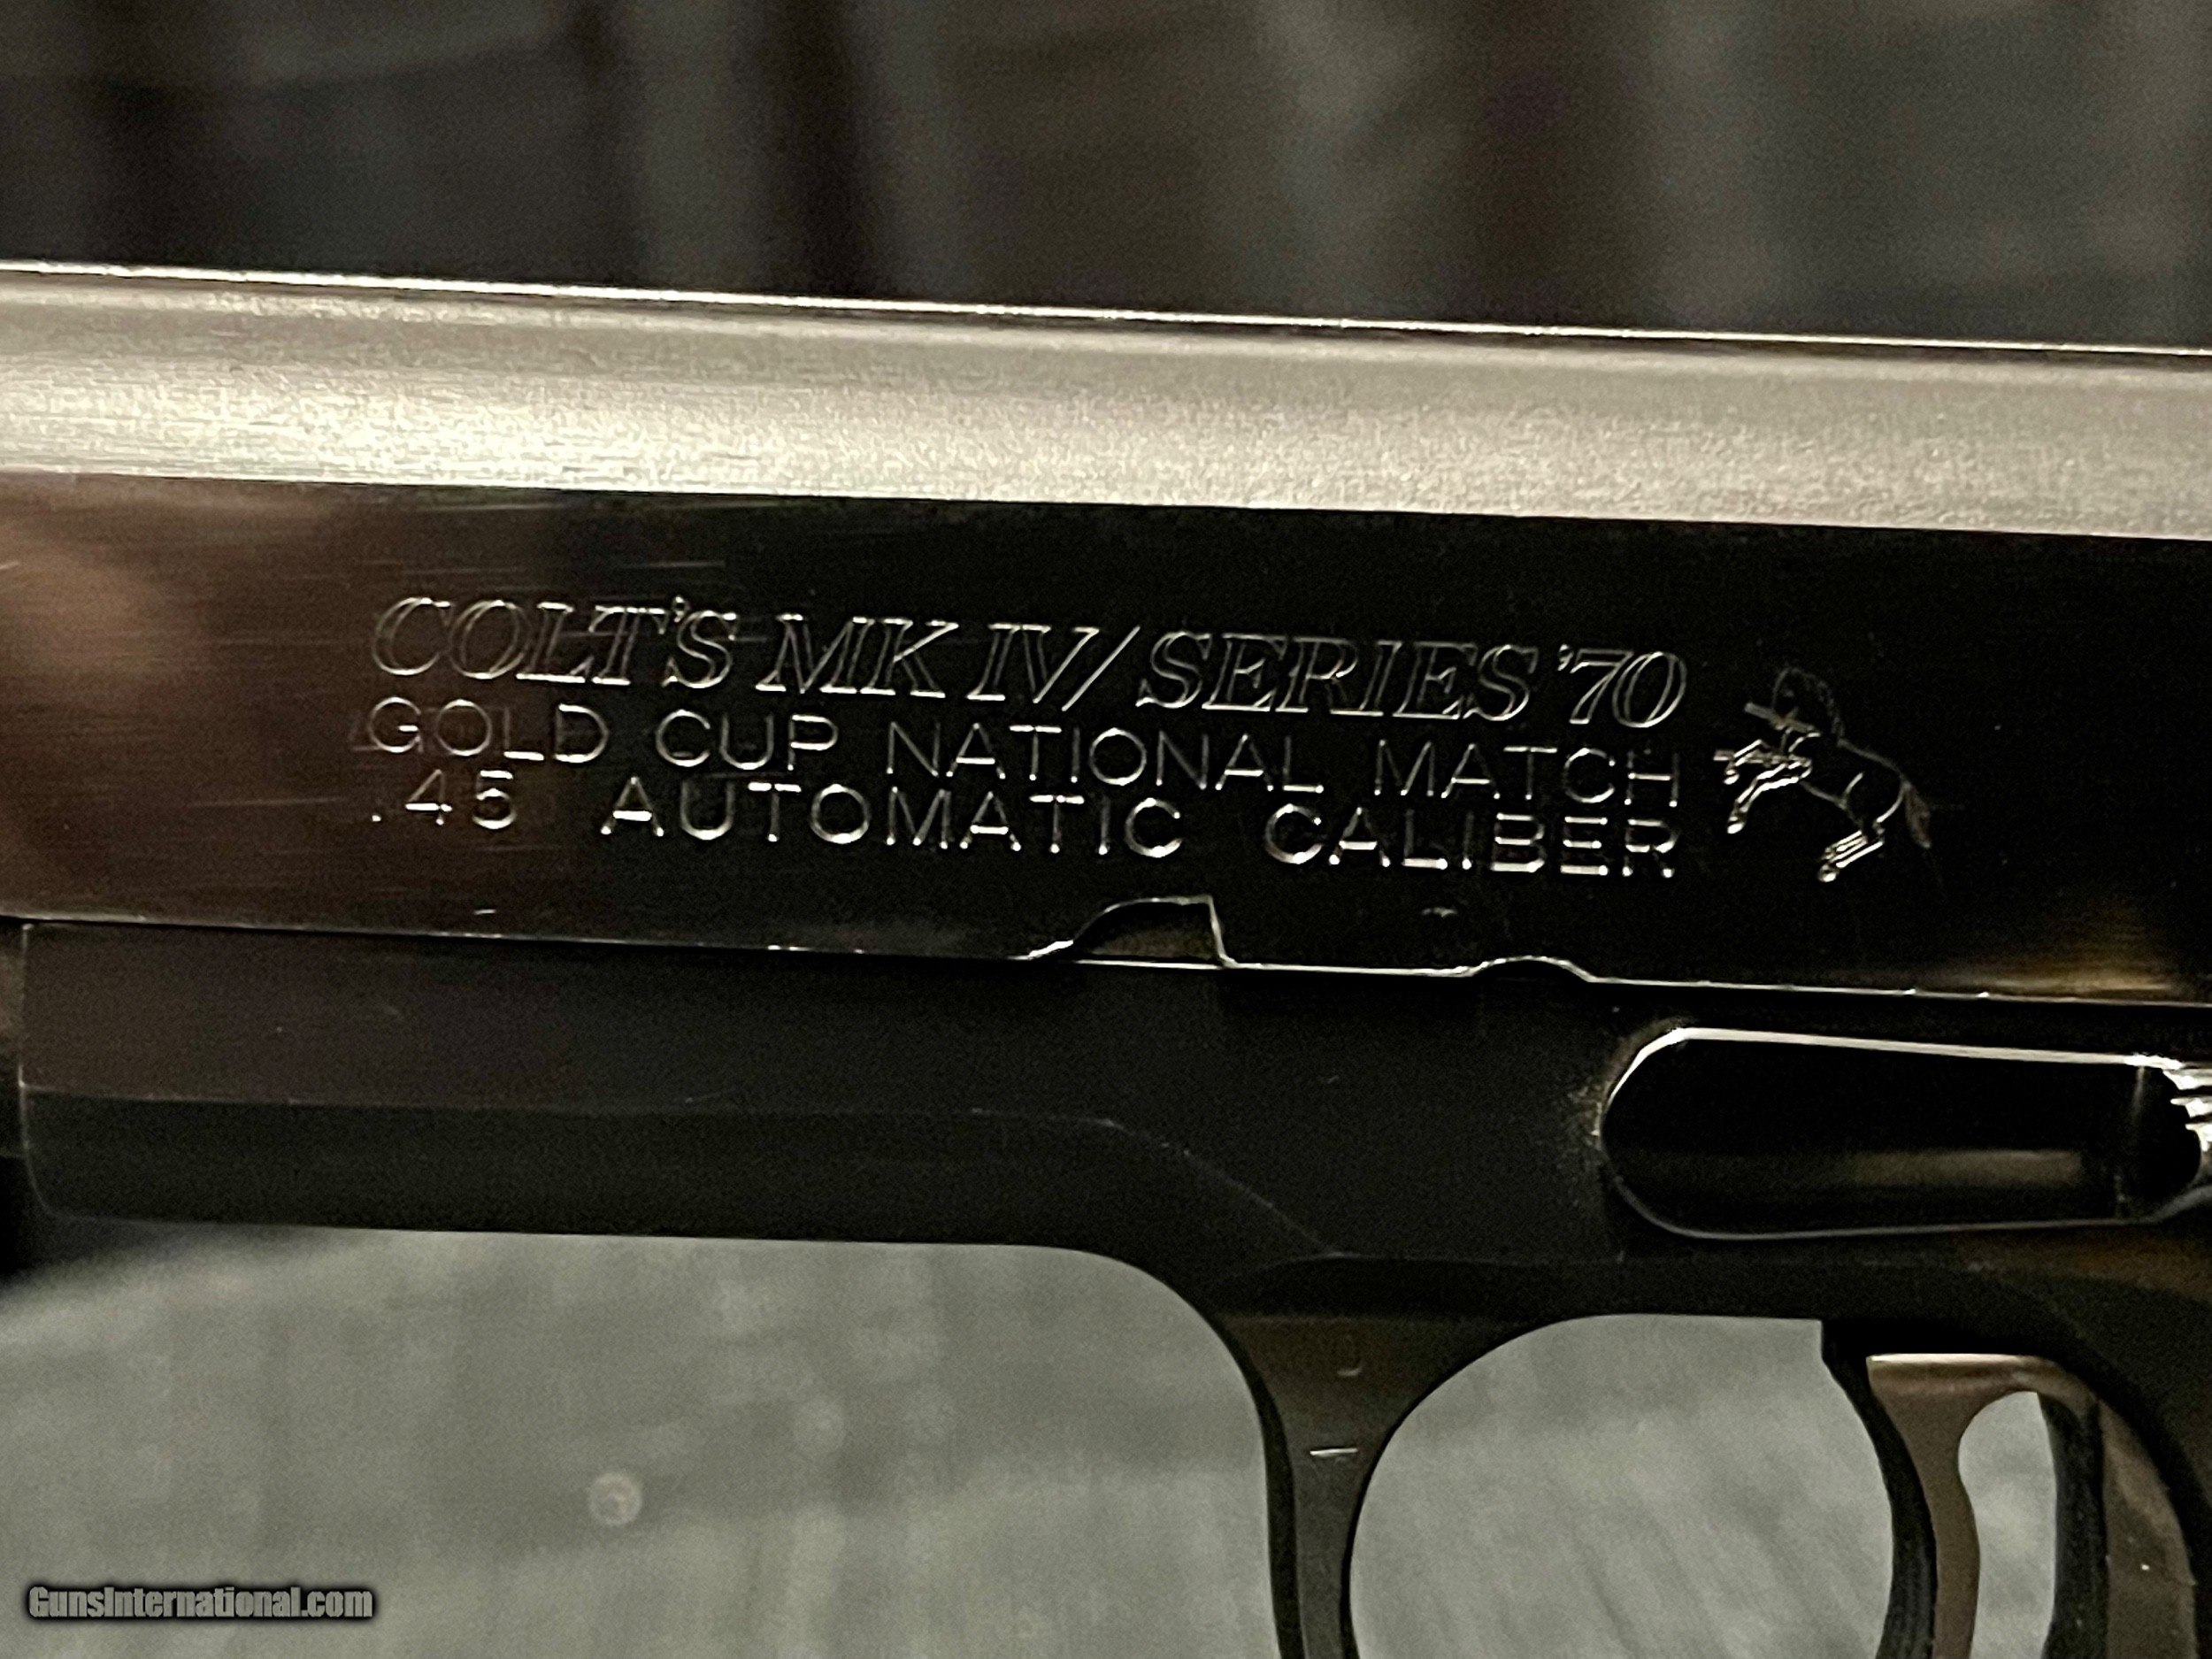 COLT'S MK IV/SERIES '70
GOLD CUP NATIONAL MATCH
.45 AUTOMATIC CALIBER
GunsInternational.com